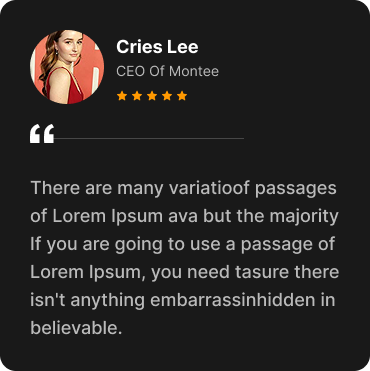 Cries Lee
CEO Of Montee
“
There are many variatioof passages
of Lorem Ipsum ava but the majority
If you are going to use a passage of
Lorem Ipsum, you need tasure there
isn't anything embarrassinhidden in
believable.